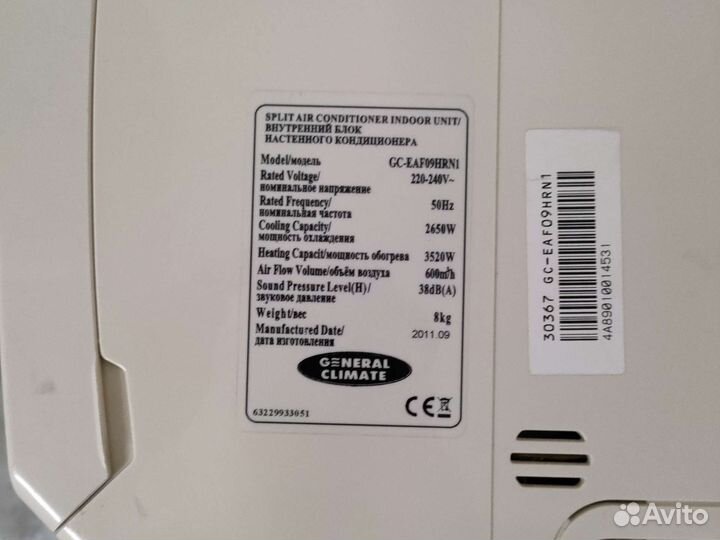 SPLIT AIR CONDITIONER INDOOR UNIT/
ВНУТРЕННИЙ БЛОК
НАСТЕННОГО КОНДИЦИОНЕРА
Model/модель GC-EAF09HRN1
Rated Voltage/
номинальное напряжение 220-240V~
Rated Frequency/
номинальная частота 50Hz
Cooling Capacity/
мощность охлаждения 2650W
Heating Capacit/мощность обогрева 3520W
Air Flow Volume/объём воздуха 600m³/h
Sound Pressure Level(H)/
звуковое давление 38dB(A)
Weight/вес 8kg
Manufactured Date/
дата изготовления 2011.09
GENERAL
CLIMATE
63229933051
CE
30367 GC-EAF09HRN1
4A89010014531
Avito